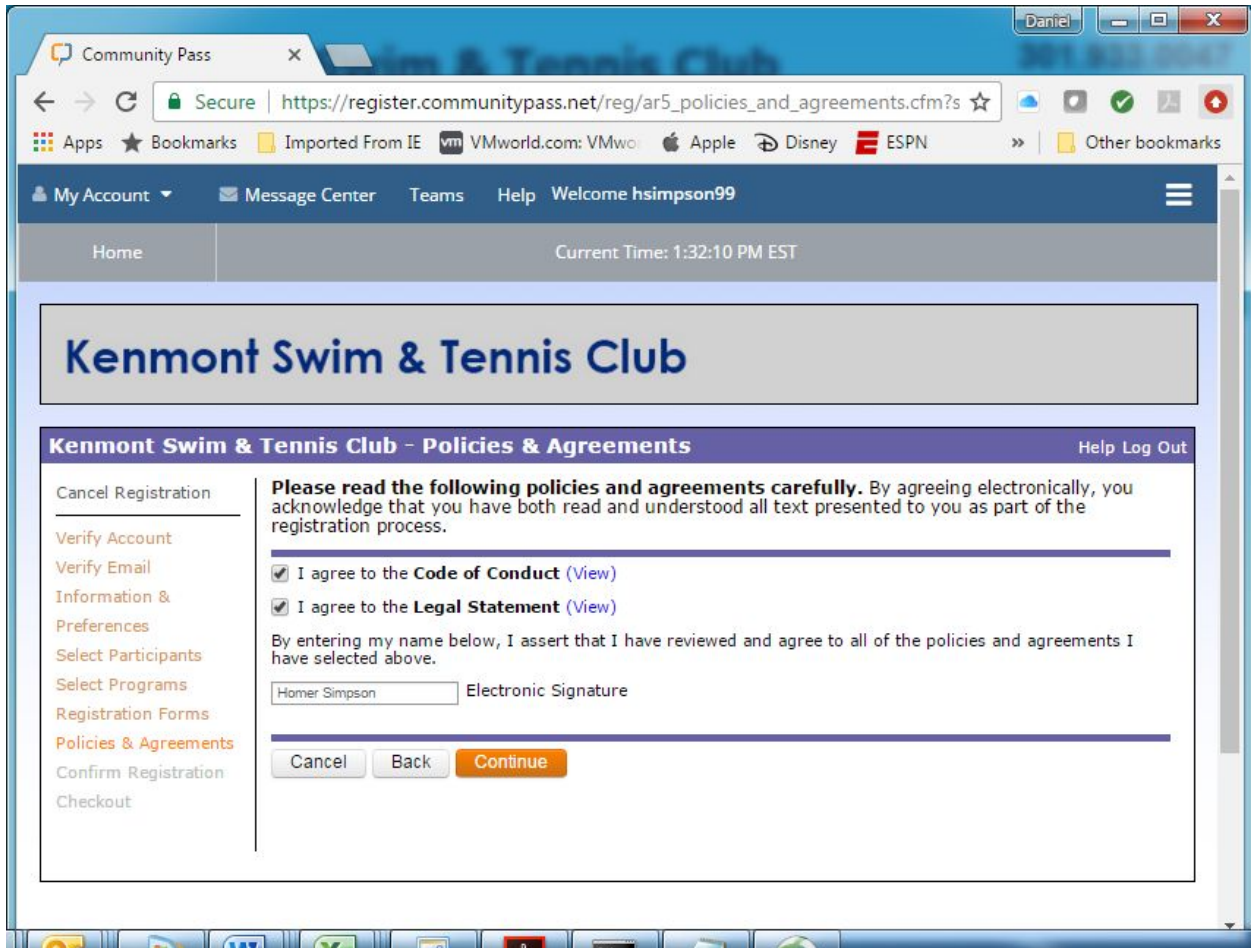 Daniel
Swim & Tennis Club
301.933.0047
Community Pass
Secure | https://register.communitypass.net/reg/ar5_policies_and_agreements.cfm?s
Apps Bookmarks Imported From IE vm VMworld.com: VMwo Apple Disney ESPN » Other bookmarks
My Account Message Center Teams Help Welcome hsimpson99
Home Current Time: 1:32:10 PM EST
Kenmont Swim & Tennis Club
Kenmont Swim & Tennis Club - Policies & Agreements Help Log Out
Cancel Registration
Verify Account
Verify Email
Information &
Preferences
Select Participants
Select Programs
Registration Forms
Policies & Agreements
Confirm Registration
Checkout
Please read the following policies and agreements carefully. By agreeing electronically, you
acknowledge that you have both read and understood all text presented to you as part of the
registration process.
I agree to the Code of Conduct (View)
I agree to the Legal Statement (View)
By entering my name below, I assert that I have reviewed and agree to all of the policies and agreements I
have selected above.
Homer Simpson Electronic Signature
Cancel Back Continue